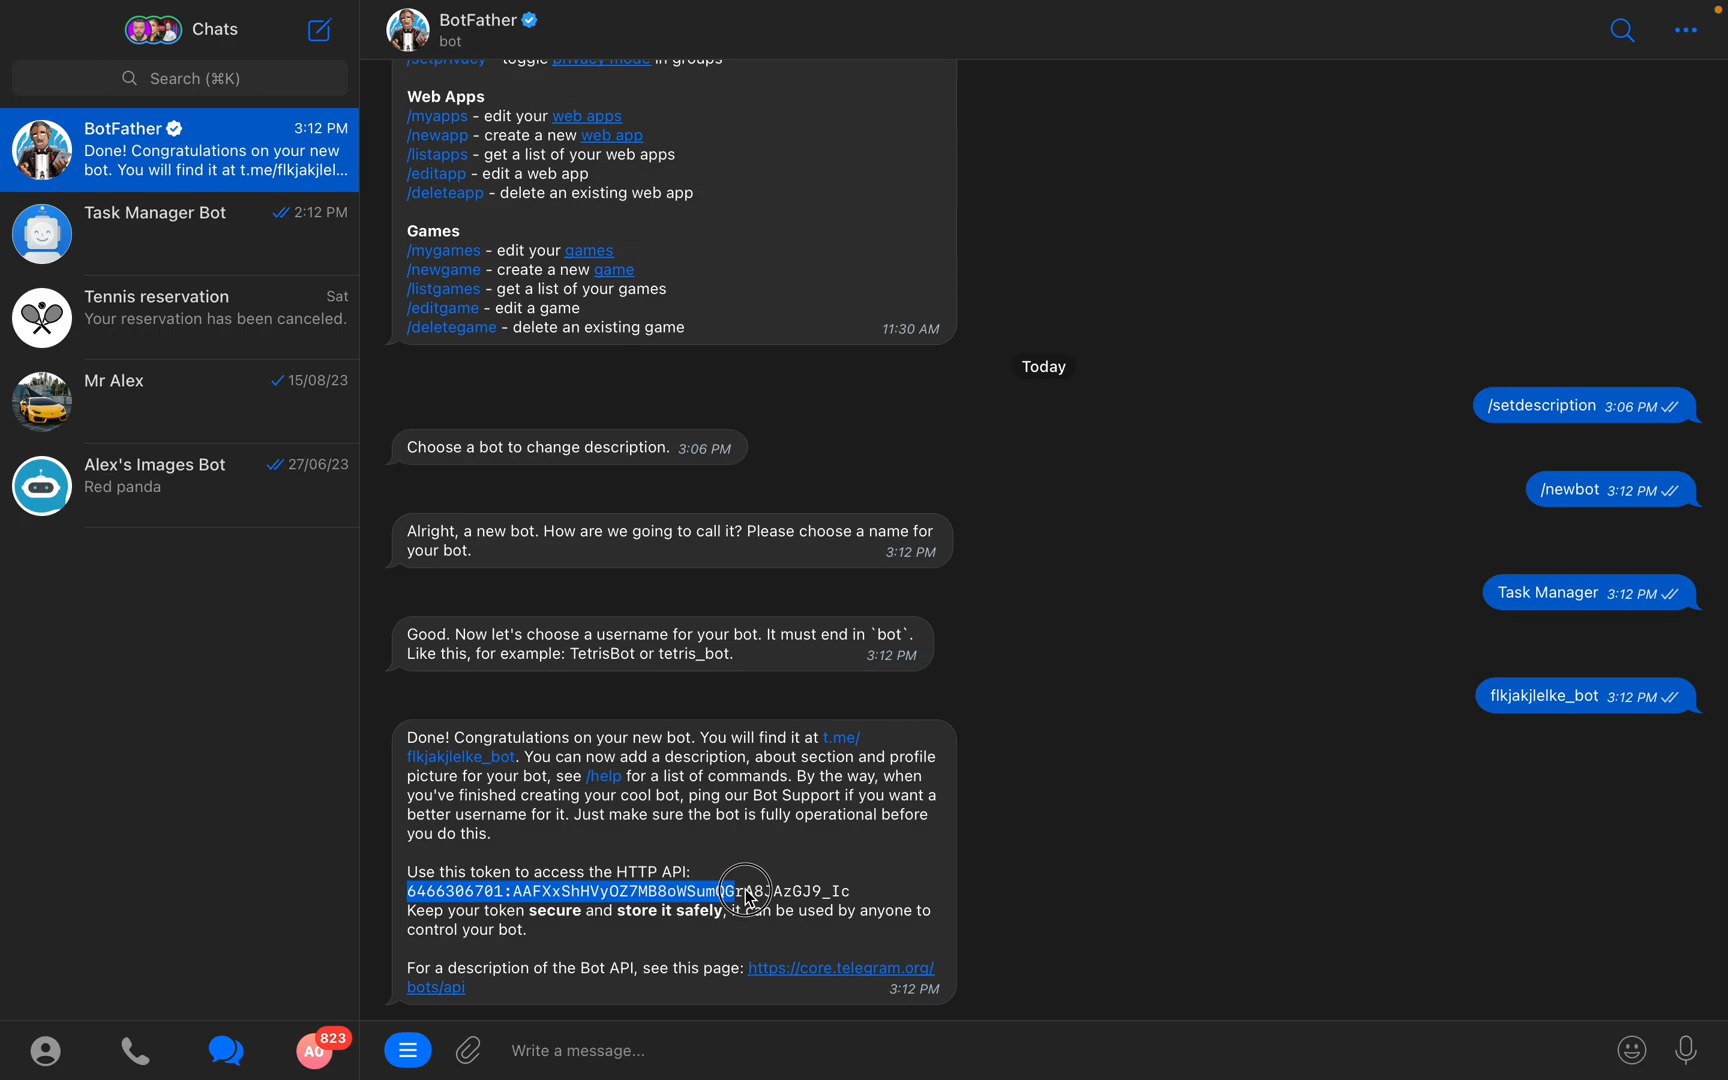 Chats
Search (⌘K)
BotFather
3:12 PM
Done! Congratulations on your new
bot. You will find it at t.me/flkjakjlel...
Task Manager Bot
2:12 PM
Tennis reservation
Sat
Your reservation has been canceled.
Mr Alex
15/08/23
Alex's Images Bot
27/06/23
Red panda
AO
823
BotFather
bot
/setprivacy - toggle privacy mode in groups
Web Apps
/myapps - edit your web apps
/newapp - create a new web app
/listapps - get a list of your web apps
/editapp - edit a web app
/deleteapp - delete an existing web app
Games
/mygames - edit your games
/newgame - create a new game
/listgames - get a list of your games
/editgame - edit a game
/deletegame - delete an existing game
11:30 AM
Today
/setdescription 3:06 PM
Choose a bot to change description. 3:06 PM
/newbot 3:12 PM
Alright, a new bot. How are we going to call it? Please choose a name for
your bot.
3:12 PM
Task Manager 3:12 PM
Good. Now let's choose a username for your bot. It must end in `bot`.
Like this, for example: TetrisBot or tetris_bot.
3:12 PM
flkjakjlelke_bot 3:12 PM
Done! Congratulations on your new bot. You will find it at t.me/
flkjakjlelke_bot. You can now add a description, about section and profile
picture for your bot, see /help for a list of commands. By the way, when
you've finished creating your cool bot, ping our Bot Support if you want a
better username for it. Just make sure the bot is fully operational before
you do this.
Use this token to access the HTTP API:
6466306701:AAFXxShHVyOZ7MB8oWSumQGrA8JAzGJ9_Ic
Keep your token secure and store it safely, it can be used by anyone to
control your bot.
For a description of the Bot API, see this page: https://core.telegram.org/
bots/api
3:12 PM
Write a message...